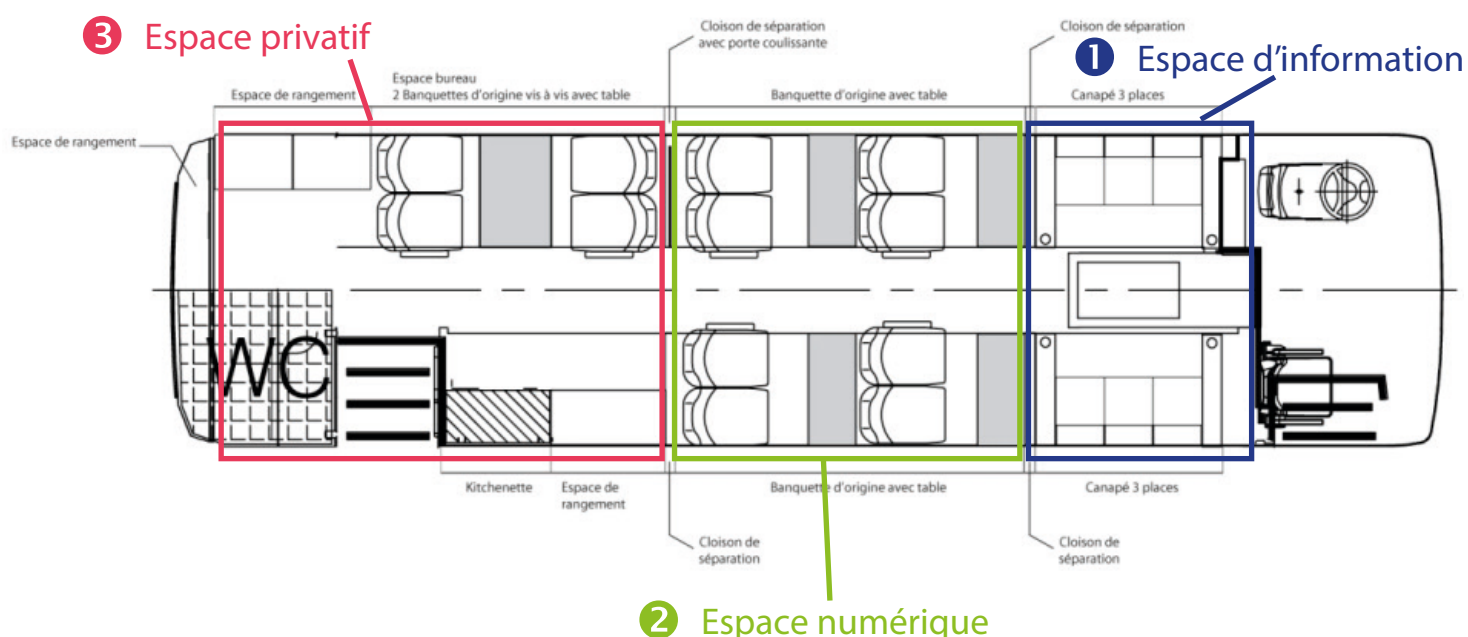 ❸ Espace privatif
Cloison de séparation
avec porte coulissante
Cloison de séparation
❶ Espace d’information
Espace de rangement
Espace bureau
2 Banquettes d'origine vis à vis avec table
Banquette d'origine avec table
Canapé 3 places
Espace de rangement
WC
Kitchenette
Espace de
rangement
Banquette d'origine avec table
Canapé 3 places
Cloison de
séparation
Cloison de
séparation
❷ Espace numérique